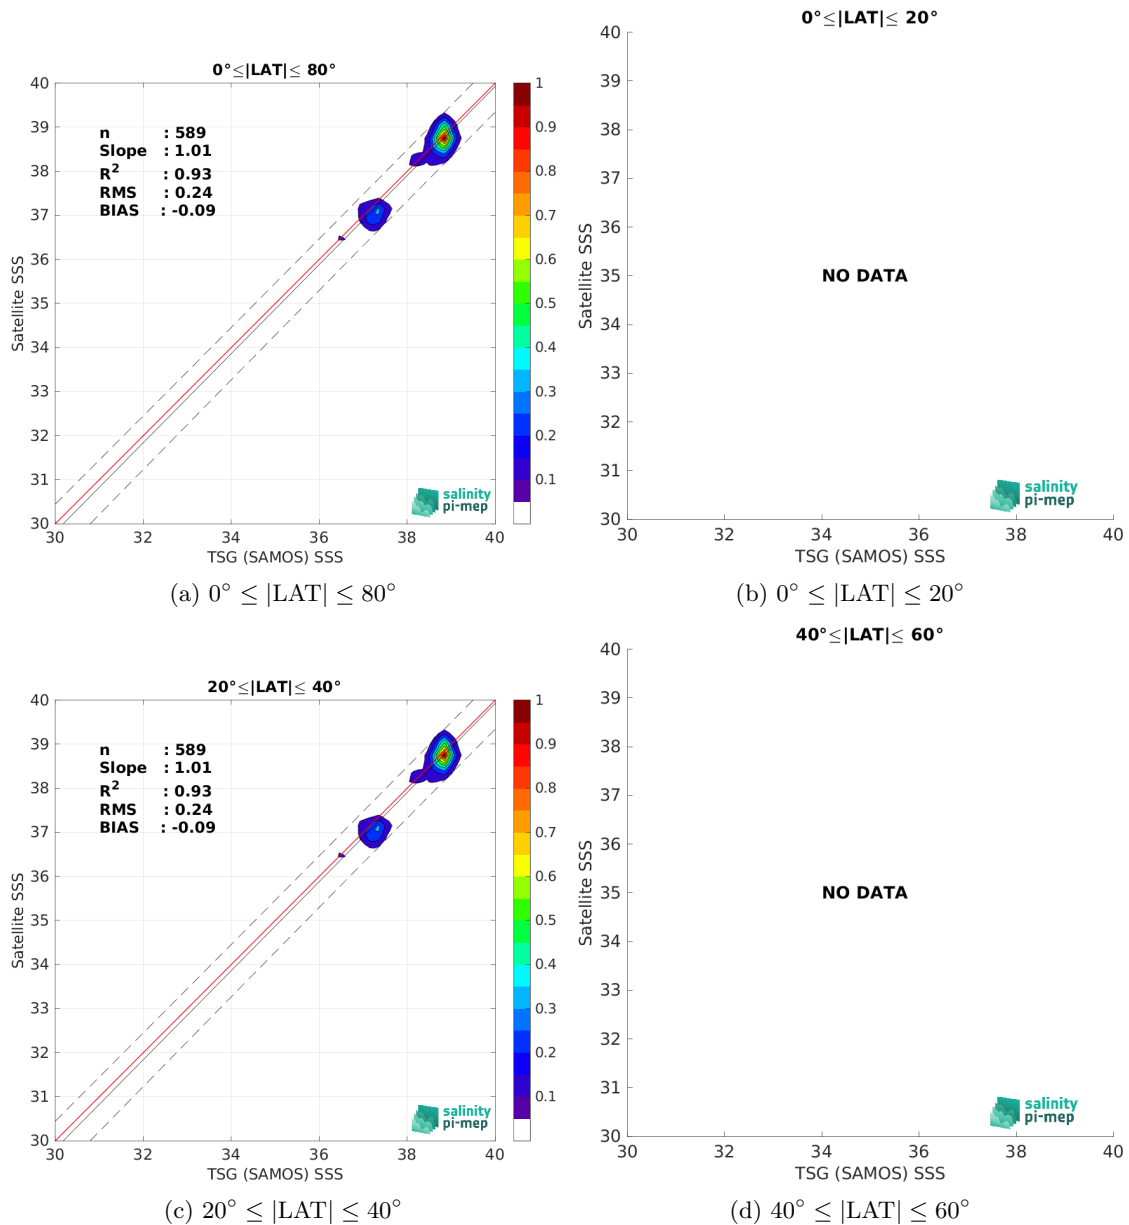 0°≤|LAT|≤ 80°
40
39
38
37
36
35
34
33
32
31
30
Satellite SSS
n : 589
Slope : 1.01
R² : 0.93
RMS : 0.24
BIAS : -0.09
salinity
pi-mep
30 32 34 36 38 40
TSG (SAMOS) SSS
1
0.9
0.8
0.7
0.6
0.5
0.4
0.3
0.2
0.1
(a) 0° ≤ |LAT| ≤ 80°
0°≤|LAT|≤ 20°
40
39
38
37
36
35
34
33
32
31
30
Satellite SSS
NO DATA
salinity
pi-mep
30 32 34 36 38 40
TSG (SAMOS) SSS
(b) 0° ≤ |LAT| ≤ 20°
20°≤|LAT|≤ 40°
40
39
38
37
36
35
34
33
32
31
30
Satellite SSS
n : 589
Slope : 1.01
R² : 0.93
RMS : 0.24
BIAS : -0.09
salinity
pi-mep
30 32 34 36 38 40
TSG (SAMOS) SSS
1
0.9
0.8
0.7
0.6
0.5
0.4
0.3
0.2
0.1
(c) 20° ≤ |LAT| ≤ 40°
40°≤|LAT|≤ 60°
40
39
38
37
36
35
34
33
32
31
30
Satellite SSS
NO DATA
salinity
pi-mep
30 32 34 36 38 40
TSG (SAMOS) SSS
(d) 40° ≤ |LAT| ≤ 60°